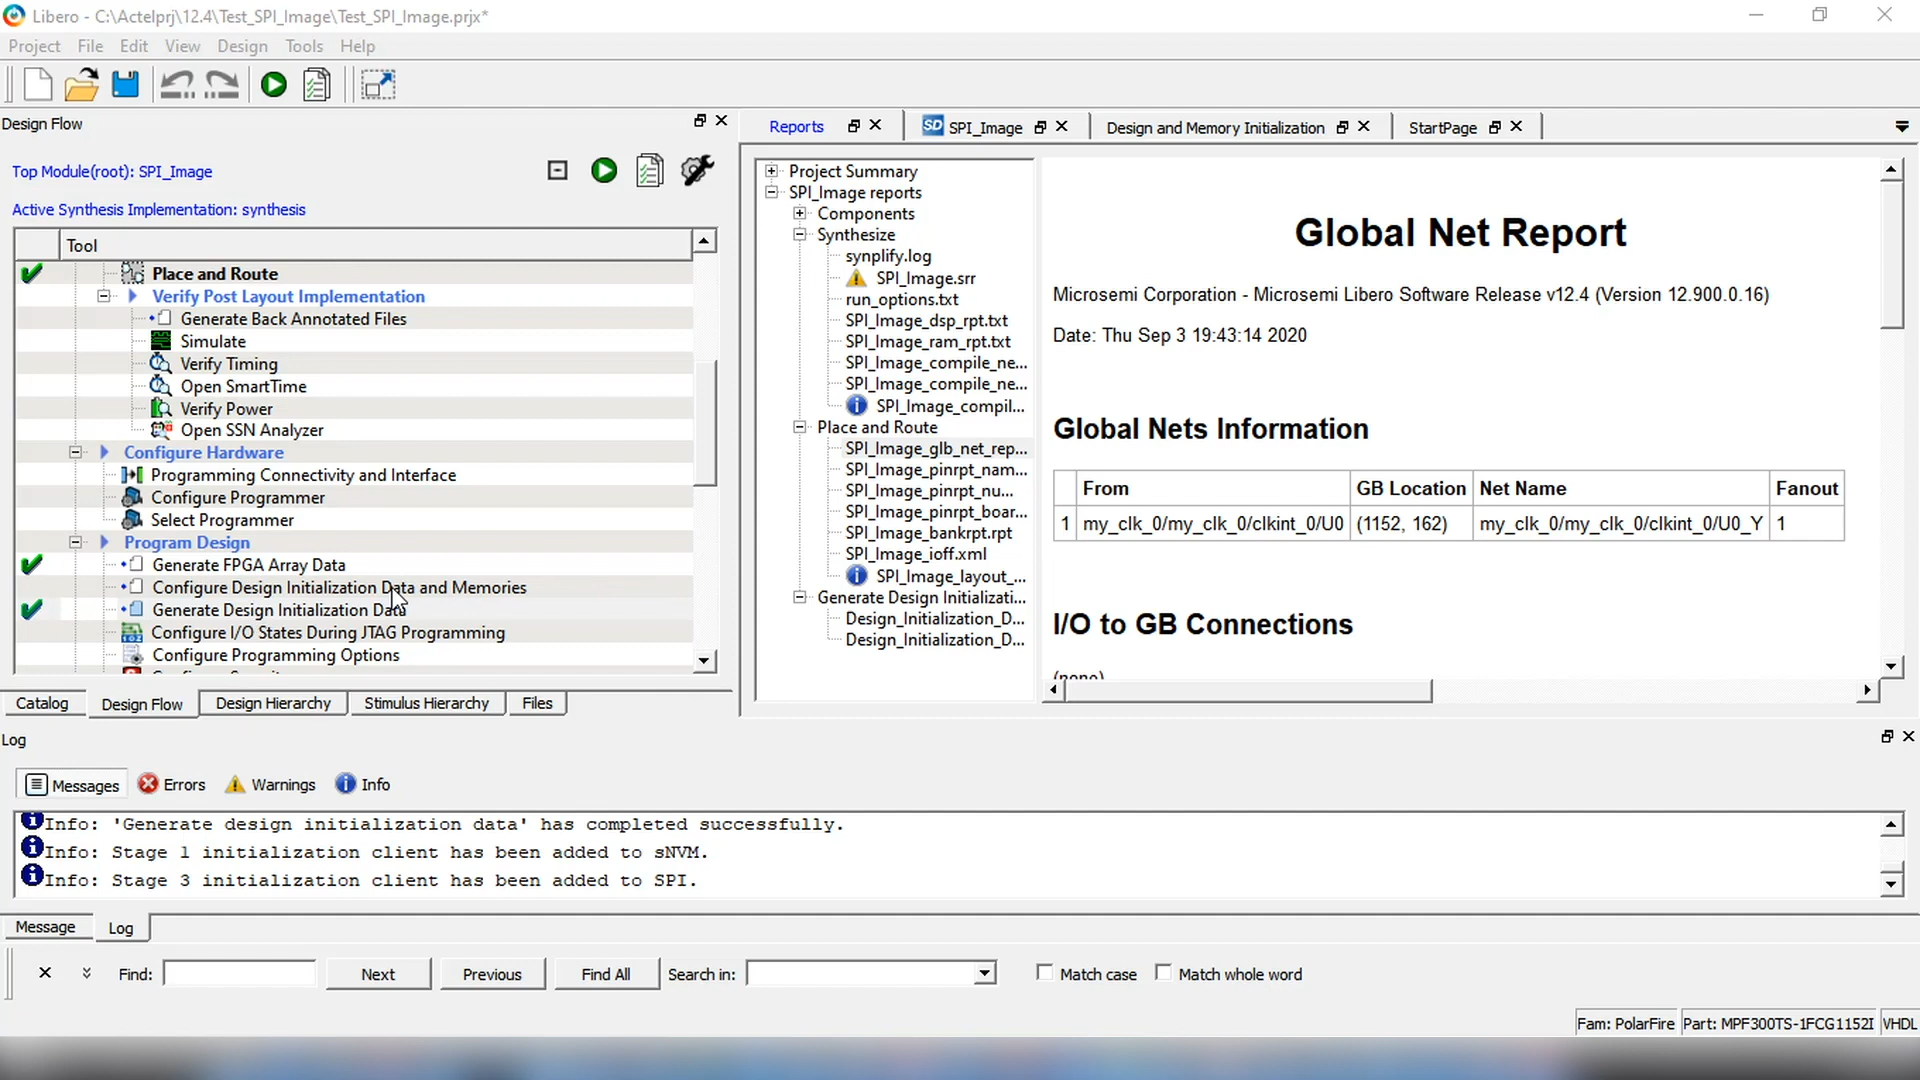 Libero - C:\Actelprj\12.4\Test_SPI_Image\Test_SPI_Image.prjx*
Project File Edit View Design Tools Help
Design Flow
Top Module(root): SPI_Image
Active Synthesis Implementation: synthesis
Tool
Place and Route
Verify Post Layout Implementation
Generate Back Annotated Files
Simulate
Verify Timing
Open SmartTime
Verify Power
Open SSN Analyzer
Configure Hardware
Programming Connectivity and Interface
Configure Programmer
Select Programmer
Program Design
Generate FPGA Array Data
Configure Design Initialization Data and Memories
Generate Design Initialization Data
Configure I/O States During JTAG Programming
Configure Programming Options
Catalog Design Flow Design Hierarchy Stimulus Hierarchy Files
Reports SPI_Image Design and Memory Initialization StartPage
Project Summary
SPI_Image reports
Components
Synthesize
synplify.log
SPI_Image.srr
run_options.txt
SPI_Image_dsp_rpt.txt
SPI_Image_ram_rpt.txt
SPI_Image_compile_ne...
SPI_Image_compile_ne...
SPI_Image_compil...
Place and Route
SPI_Image_glb_net_rep...
SPI_Image_pinrpt_nam...
SPI_Image_pinrpt_nu...
SPI_Image_pinrpt_boar...
SPI_Image_bankrpt.rpt
SPI_Image_ioff.xml
SPI_Image_layout_...
Generate Design Initializati...
Design_Initialization_D...
Design_Initialization_D...
Global Net Report
Microsemi Corporation - Microsemi Libero Software Release v12.4 (Version 12.900.0.16)
Date: Thu Sep 3 19:43:14 2020
Global Nets Information
From GB Location Net Name Fanout
1 my_clk_0/my_clk_0/clkint_0/U0 (1152, 162) my_clk_0/my_clk_0/clkint_0/U0_Y 1
I/O to GB Connections
(none)
Log
Messages Errors Warnings Info
Info: 'Generate design initialization data' has completed successfully.
Info: Stage 1 initialization client has been added to sNVM.
Info: Stage 3 initialization client has been added to SPI.
Message Log
Find: Next Previous Find All Search in: Match case Match whole word
Fam: PolarFire Part: MPF300TS-1FCG1152I VHDL